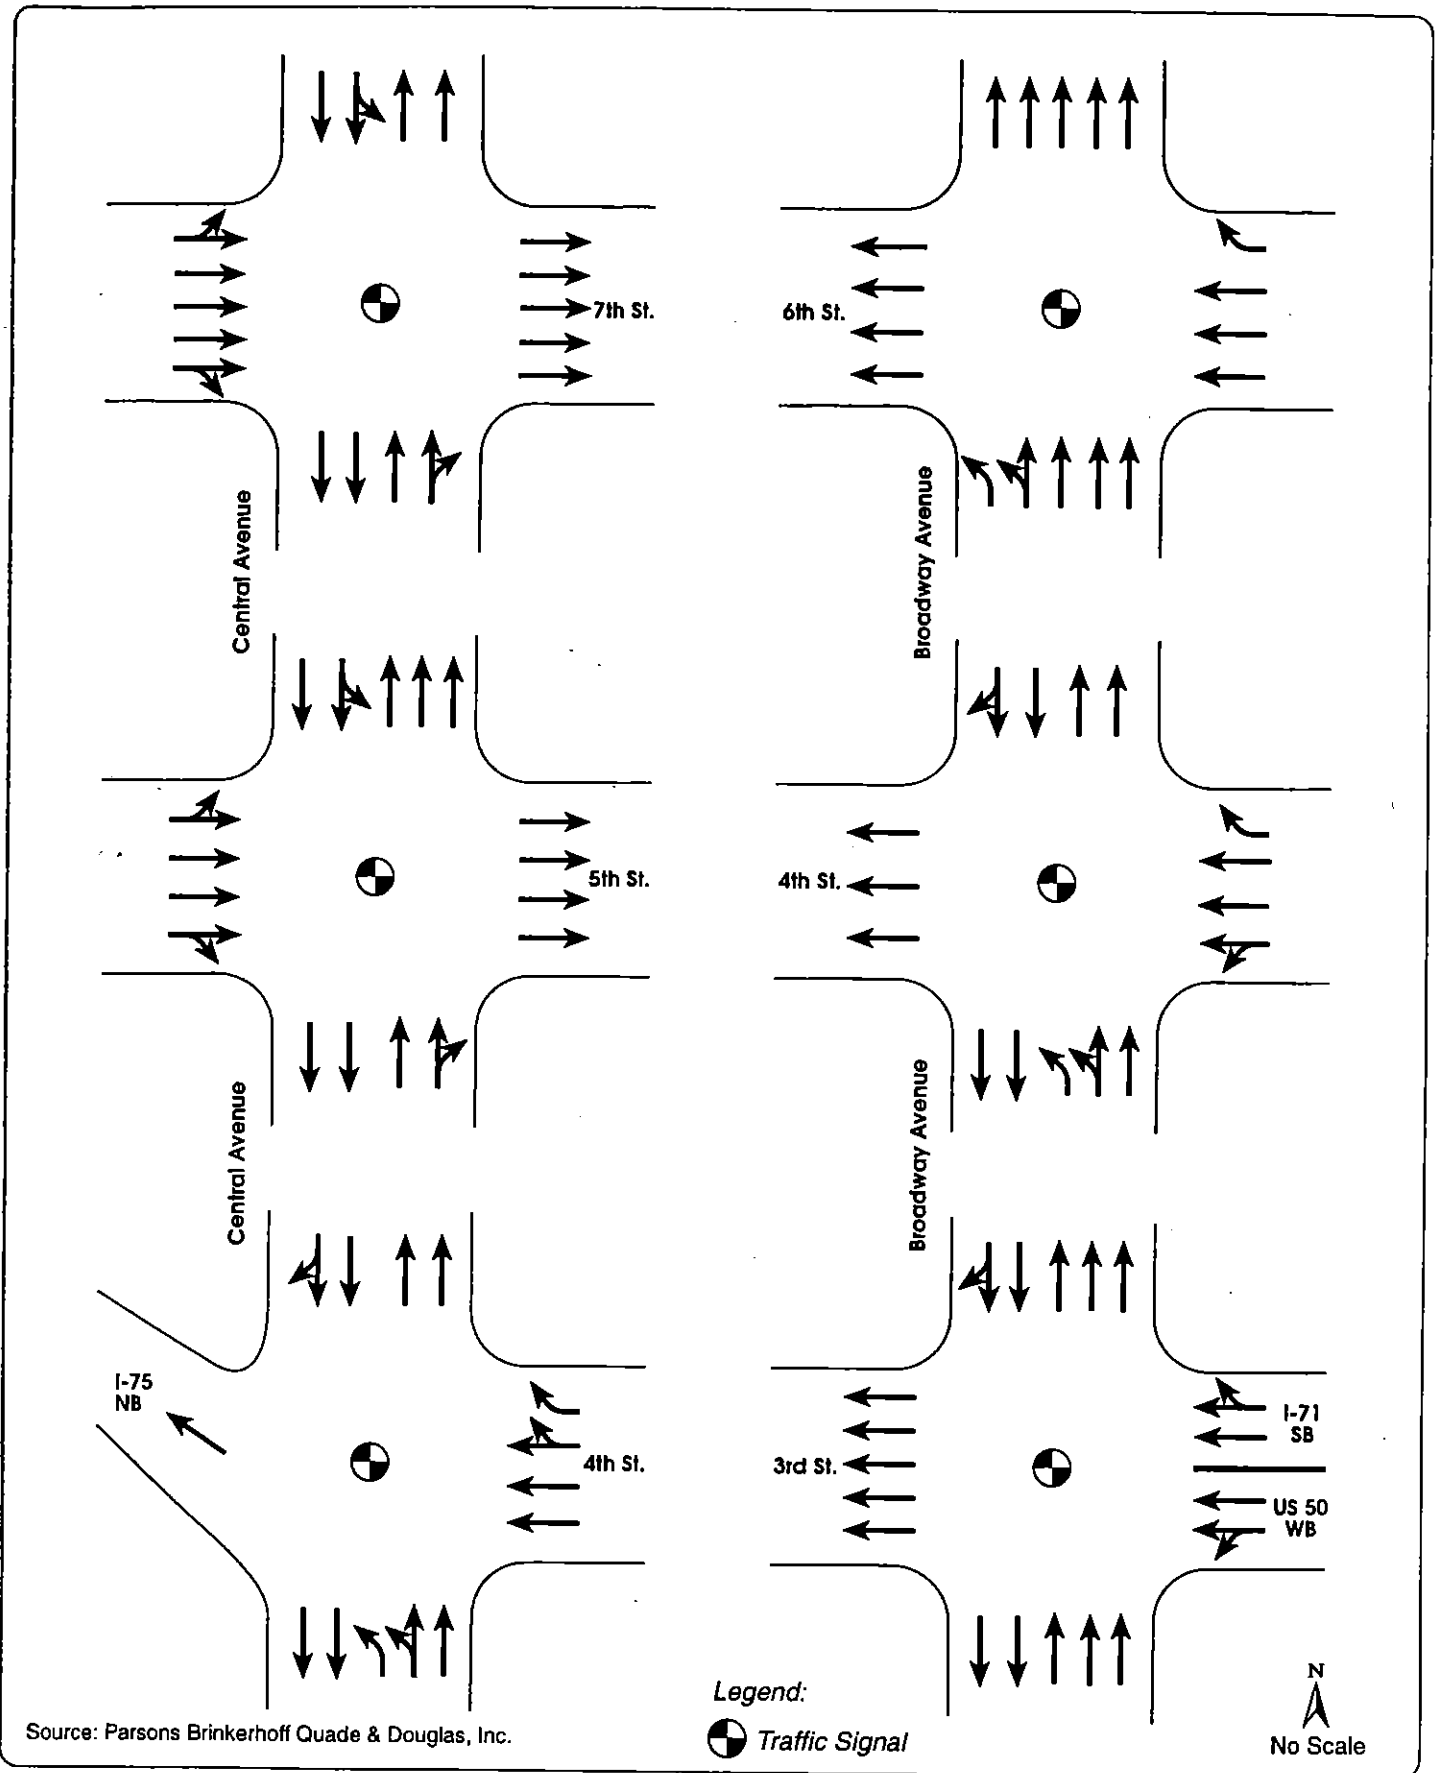 7th St.
6th St.
Central Avenue
Broadway Avenue
5th St.
4th St.
Central Avenue
Broadway Avenue
I-75
NB
4th St.
3rd St.
I-71
SB
US 50
WB
Legend:
Traffic Signal
Source: Parsons Brinkerhoff Quade & Douglas, Inc.
N
No Scale